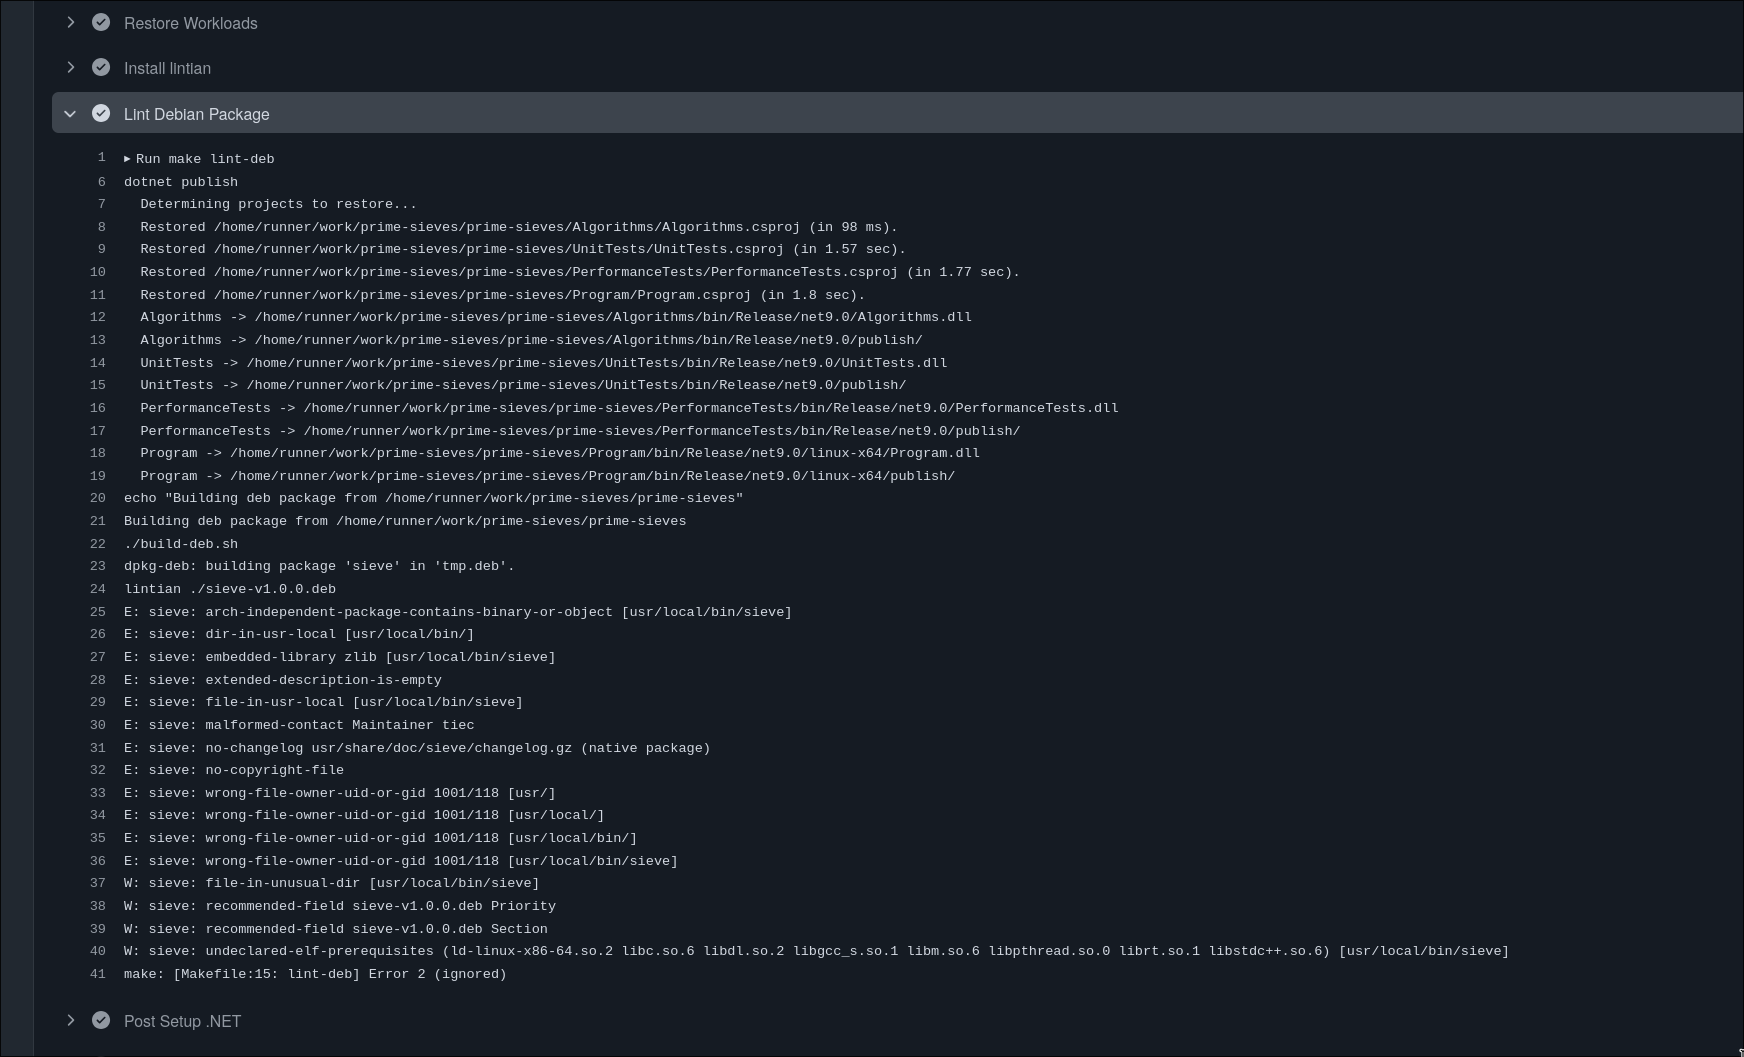 Restore Workloads
Install lintian
Lint Debian Package
1 ▶ Run make lint-deb
6 dotnet publish
7   Determining projects to restore...
8   Restored /home/runner/work/prime-sieves/prime-sieves/Algorithms/Algorithms.csproj (in 98 ms).
9   Restored /home/runner/work/prime-sieves/prime-sieves/UnitTests/UnitTests.csproj (in 1.57 sec).
10   Restored /home/runner/work/prime-sieves/prime-sieves/PerformanceTests/PerformanceTests.csproj (in 1.77 sec).
11   Restored /home/runner/work/prime-sieves/prime-sieves/Program/Program.csproj (in 1.8 sec).
12   Algorithms -> /home/runner/work/prime-sieves/prime-sieves/Algorithms/bin/Release/net9.0/Algorithms.dll
13   Algorithms -> /home/runner/work/prime-sieves/prime-sieves/Algorithms/bin/Release/net9.0/publish/
14   UnitTests -> /home/runner/work/prime-sieves/prime-sieves/UnitTests/bin/Release/net9.0/UnitTests.dll
15   UnitTests -> /home/runner/work/prime-sieves/prime-sieves/UnitTests/bin/Release/net9.0/publish/
16   PerformanceTests -> /home/runner/work/prime-sieves/prime-sieves/PerformanceTests/bin/Release/net9.0/PerformanceTests.dll
17   PerformanceTests -> /home/runner/work/prime-sieves/prime-sieves/PerformanceTests/bin/Release/net9.0/publish/
18   Program -> /home/runner/work/prime-sieves/prime-sieves/Program/bin/Release/net9.0/linux-x64/Program.dll
19   Program -> /home/runner/work/prime-sieves/prime-sieves/Program/bin/Release/net9.0/linux-x64/publish/
20 echo "Building deb package from /home/runner/work/prime-sieves/prime-sieves"
21 Building deb package from /home/runner/work/prime-sieves/prime-sieves
22 ./build-deb.sh
23 dpkg-deb: building package 'sieve' in 'tmp.deb'.
24 lintian ./sieve-v1.0.0.deb
25 E: sieve: arch-independent-package-contains-binary-or-object [usr/local/bin/sieve]
26 E: sieve: dir-in-usr-local [usr/local/bin/]
27 E: sieve: embedded-library zlib [usr/local/bin/sieve]
28 E: sieve: extended-description-is-empty
29 E: sieve: file-in-usr-local [usr/local/bin/sieve]
30 E: sieve: malformed-contact Maintainer tiec
31 E: sieve: no-changelog usr/share/doc/sieve/changelog.gz (native package)
32 E: sieve: no-copyright-file
33 E: sieve: wrong-file-owner-uid-or-gid 1001/118 [usr/]
34 E: sieve: wrong-file-owner-uid-or-gid 1001/118 [usr/local/]
35 E: sieve: wrong-file-owner-uid-or-gid 1001/118 [usr/local/bin/]
36 E: sieve: wrong-file-owner-uid-or-gid 1001/118 [usr/local/bin/sieve]
37 W: sieve: file-in-unusual-dir [usr/local/bin/sieve]
38 W: sieve: recommended-field sieve-v1.0.0.deb Priority
39 W: sieve: recommended-field sieve-v1.0.0.deb Section
40 W: sieve: undeclared-elf-prerequisites (ld-linux-x86-64.so.2 libc.so.6 libdl.so.2 libgcc_s.so.1 libm.so.6 libpthread.so.0 librt.so.1 libstdc++.so.6) [usr/local/bin/sieve]
41 make: [Makefile:15: lint-deb] Error 2 (ignored)
Post Setup .NET